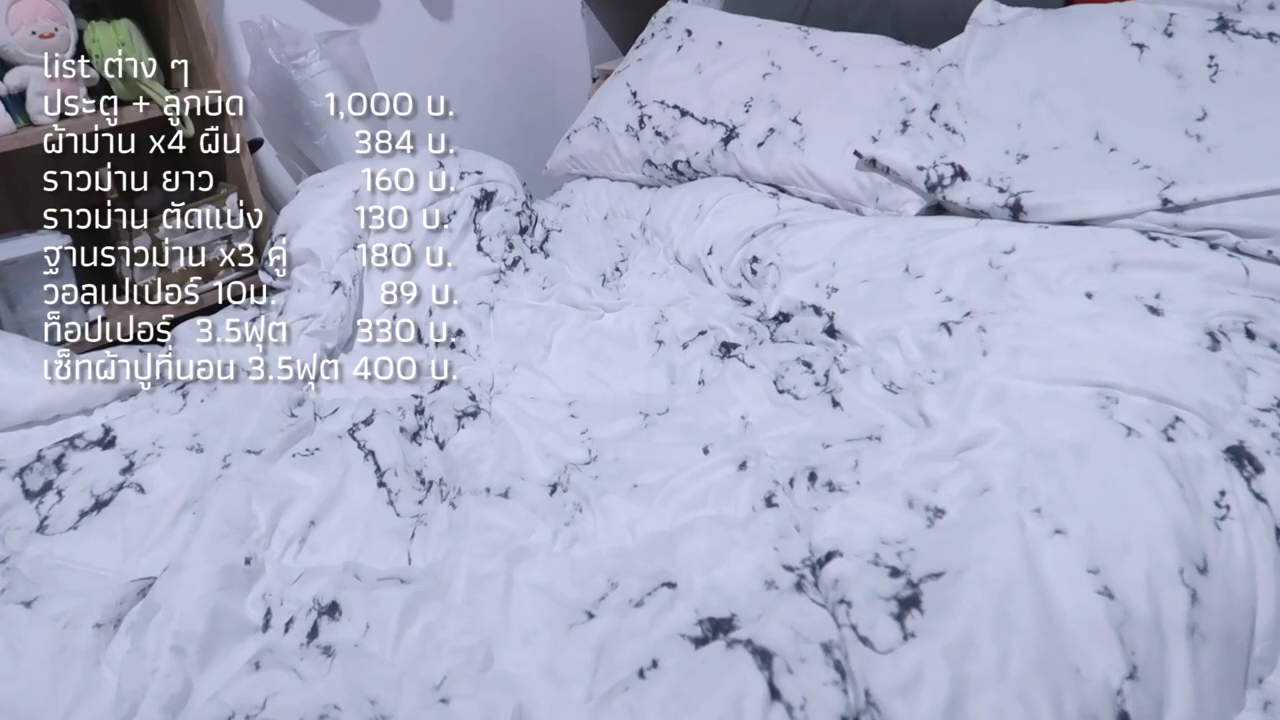 list ต่าง ๆ
ประตู + ลูกบิด 1,000 บ.
ผ้าม่าน x4 ผืน 384 บ.
ราวม่าน ยาว 160 บ.
ราวม่าน ตัดแบ่ง 130 บ.
ฐานราวม่าน x3 คู่ 180 บ.
วอลเปเปอร์ 10ม. 89 บ.
ท็อปเปอร์ 3.5ฟุต 330 บ.
เซ็ทผ้าปูที่นอน 3.5ฟุต 400 บ.